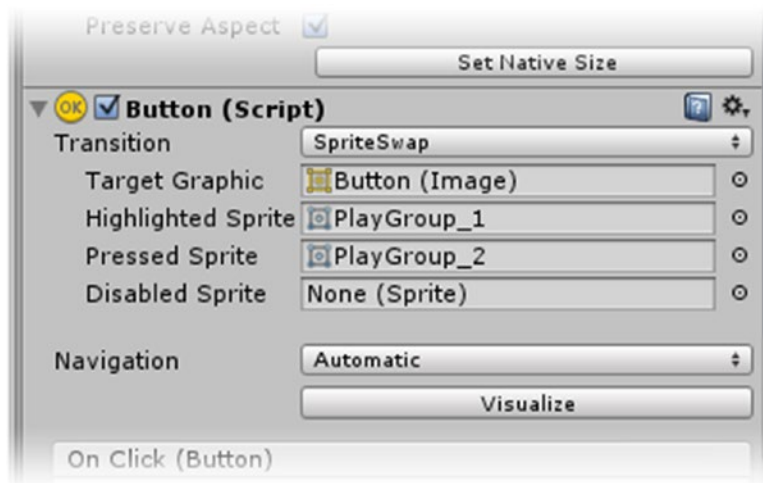 Preserve Aspect
Set Native Size
OK Button (Script)
Transition SpriteSwap
Target Graphic Button (Image)
Highlighted Sprite PlayGroup_1
Pressed Sprite PlayGroup_2
Disabled Sprite None (Sprite)
Navigation Automatic
Visualize
On Click (Button)